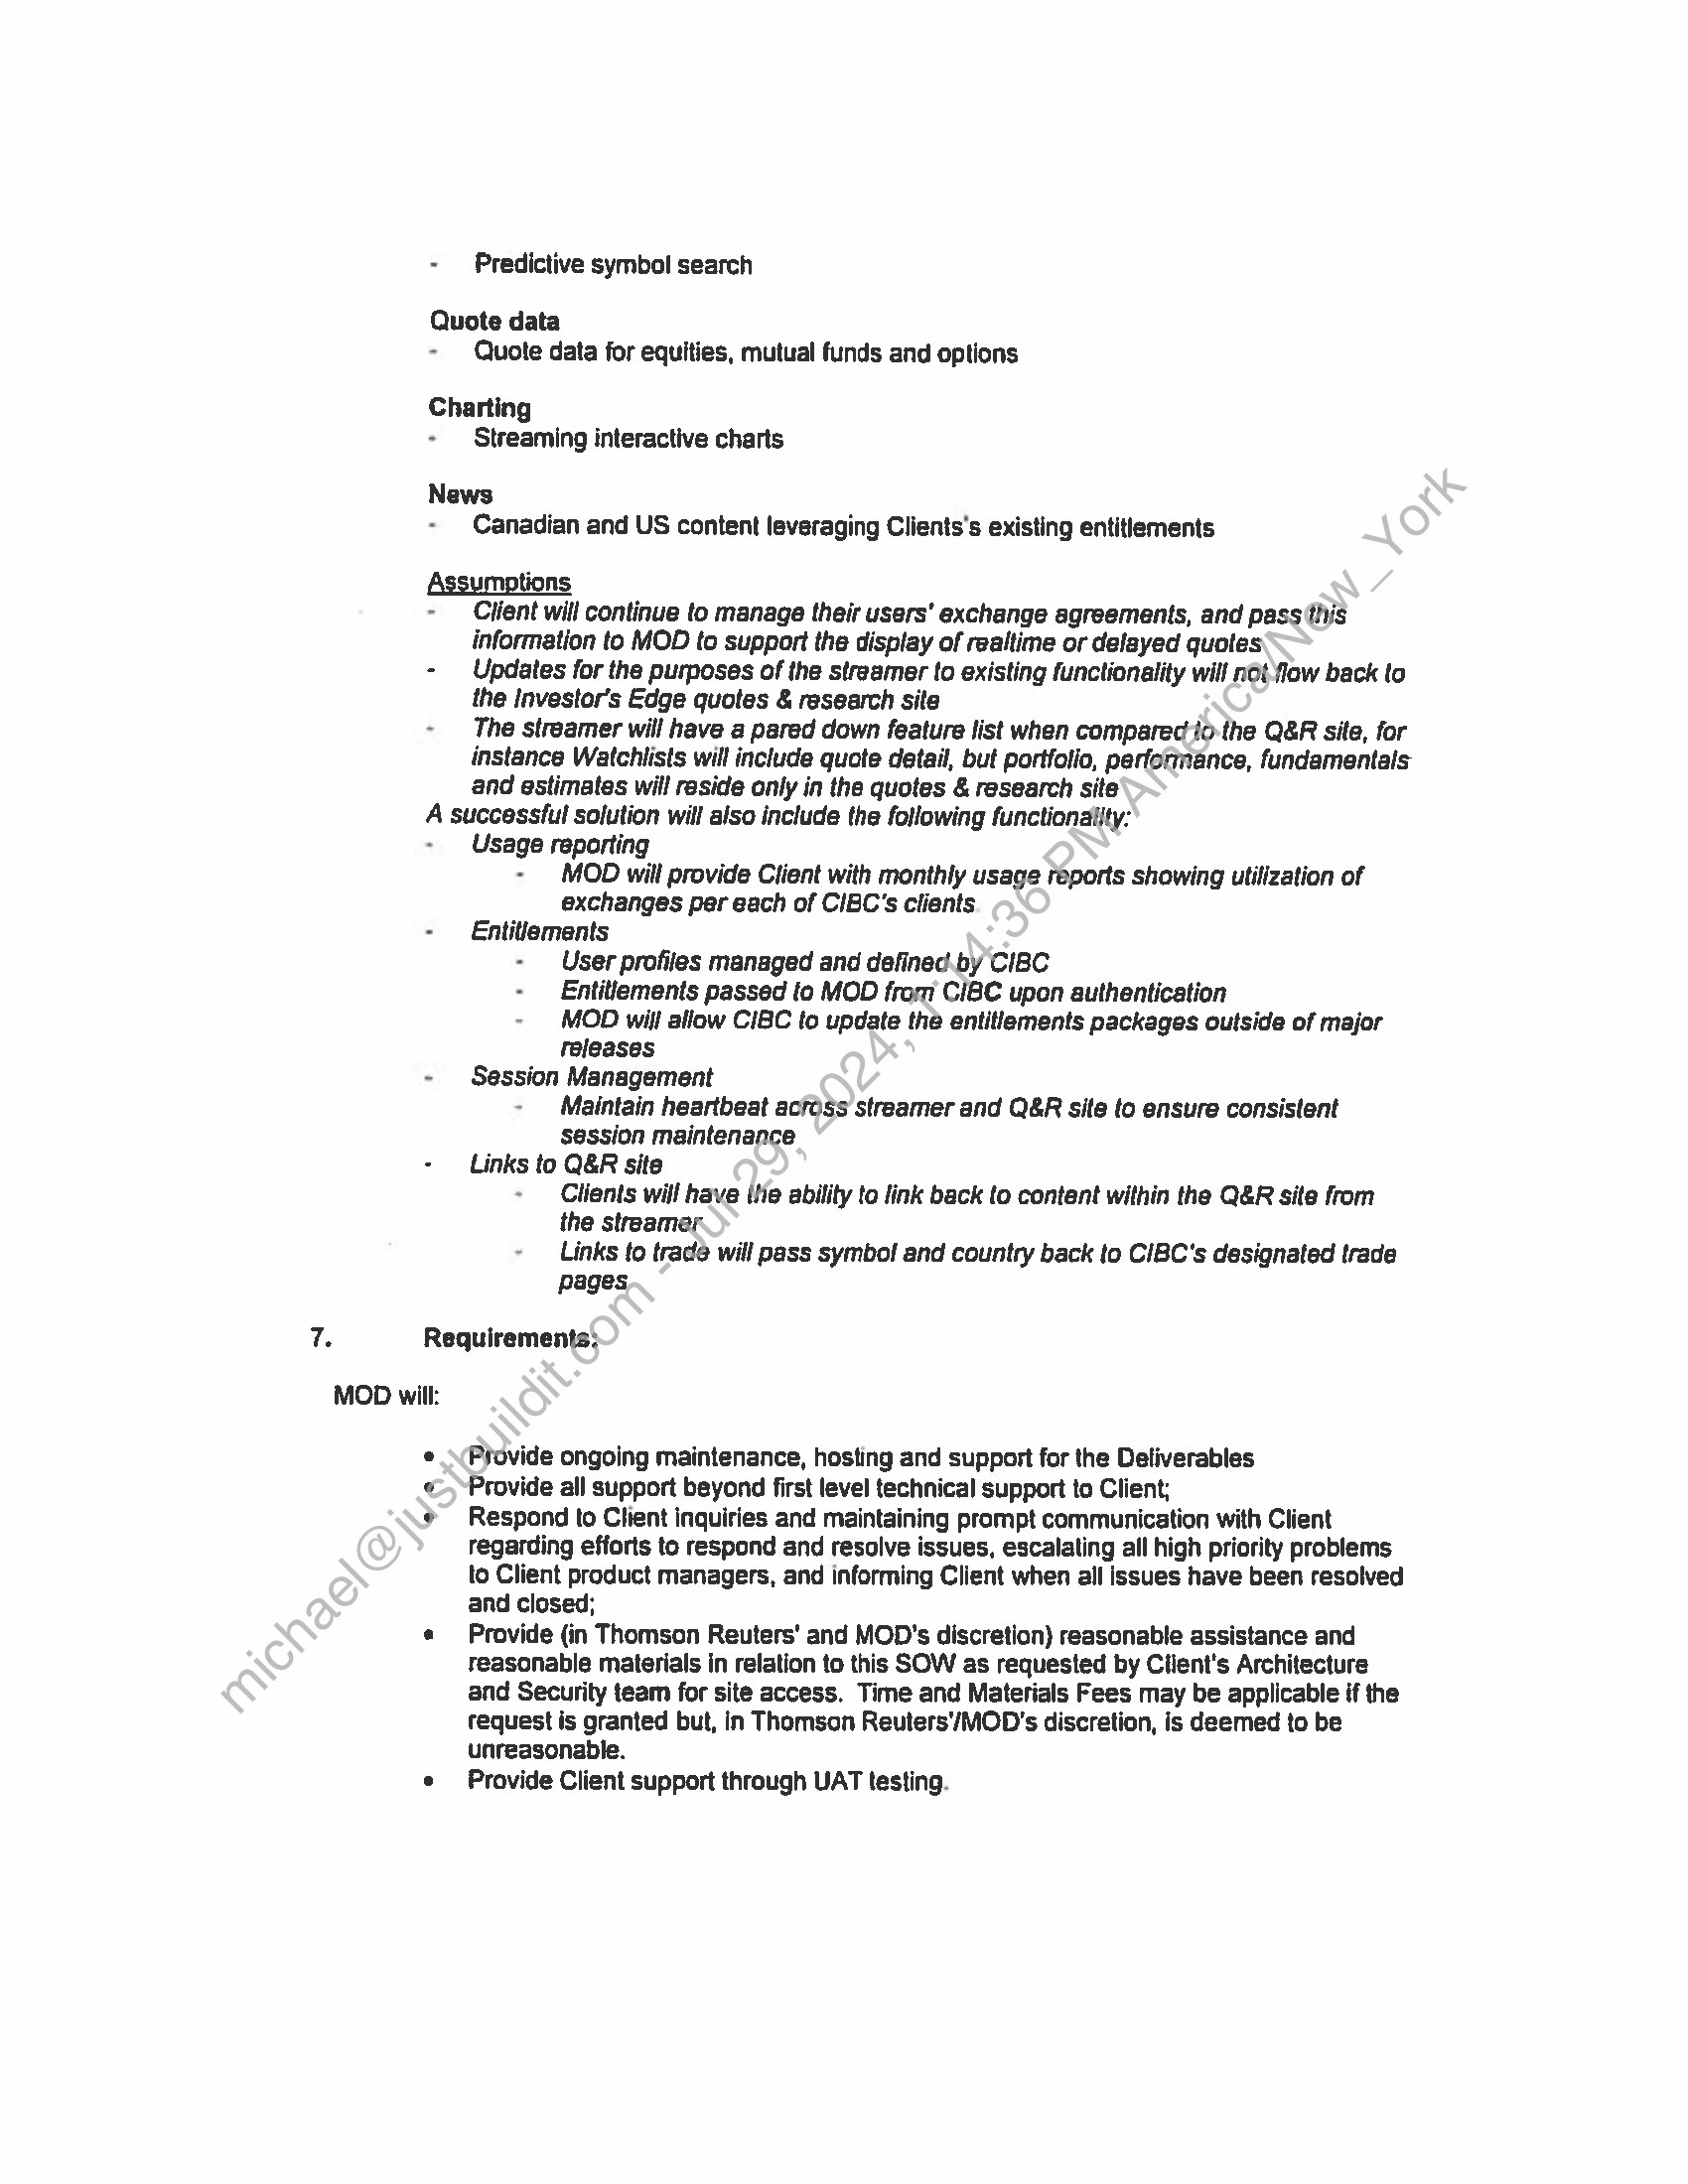 - Predictive symbol search
Quote data
- Quote data for equities, mutual funds and options
Charting
- Streaming interactive charts
News
- Canadian and US content leveraging Clients's existing entitlements
Assumptions
- Client will continue to manage their users' exchange agreements, and pass this
information to MOD to support the display of realtime or delayed quotes
- Updates for the purposes of the streamer to existing functionality will not flow back to
the Investor's Edge quotes & research site
- The streamer will have a pared down feature list when compared to the Q&R site, for
instance Watchlists will include quote detail, but portfolio, performance, fundamentals
and estimates will reside only in the quotes & research site
A successful solution will also include the following functionality:
- Usage reporting
- MOD will provide Client with monthly usage reports showing utilization of
exchanges per each of CIBC's clients
- Entitlements
- User profiles managed and defined by CIBC
- Entitlements passed to MOD from CIBC upon authentication
- MOD will allow CIBC to update the entitlements packages outside of major
releases
- Session Management
- Maintain heartbeat across streamer and Q&R site to ensure consistent
session maintenance
- Links to Q&R site
- Clients will have the ability to link back to content within the Q&R site from
the streamer
- Links to trade will pass symbol and country back to CIBC's designated trade
pages
7. Requirements:
MOD will:
• Provide ongoing maintenance, hosting and support for the Deliverables
• Provide all support beyond first level technical support to Client;
• Respond to Client inquiries and maintaining prompt communication with Client
regarding efforts to respond and resolve issues, escalating all high priority problems
to Client product managers, and informing Client when all issues have been resolved
and closed;
• Provide (in Thomson Reuters' and MOD's discretion) reasonable assistance and
reasonable materials in relation to this SOW as requested by Client's Architecture
and Security team for site access. Time and Materials Fees may be applicable if the
request is granted but, in Thomson Reuters'/MOD's discretion, is deemed to be
unreasonable.
• Provide Client support through UAT testing.
michael@justbuildit.com - Jul 29, 2024, 1:14:36 PM America/New_York